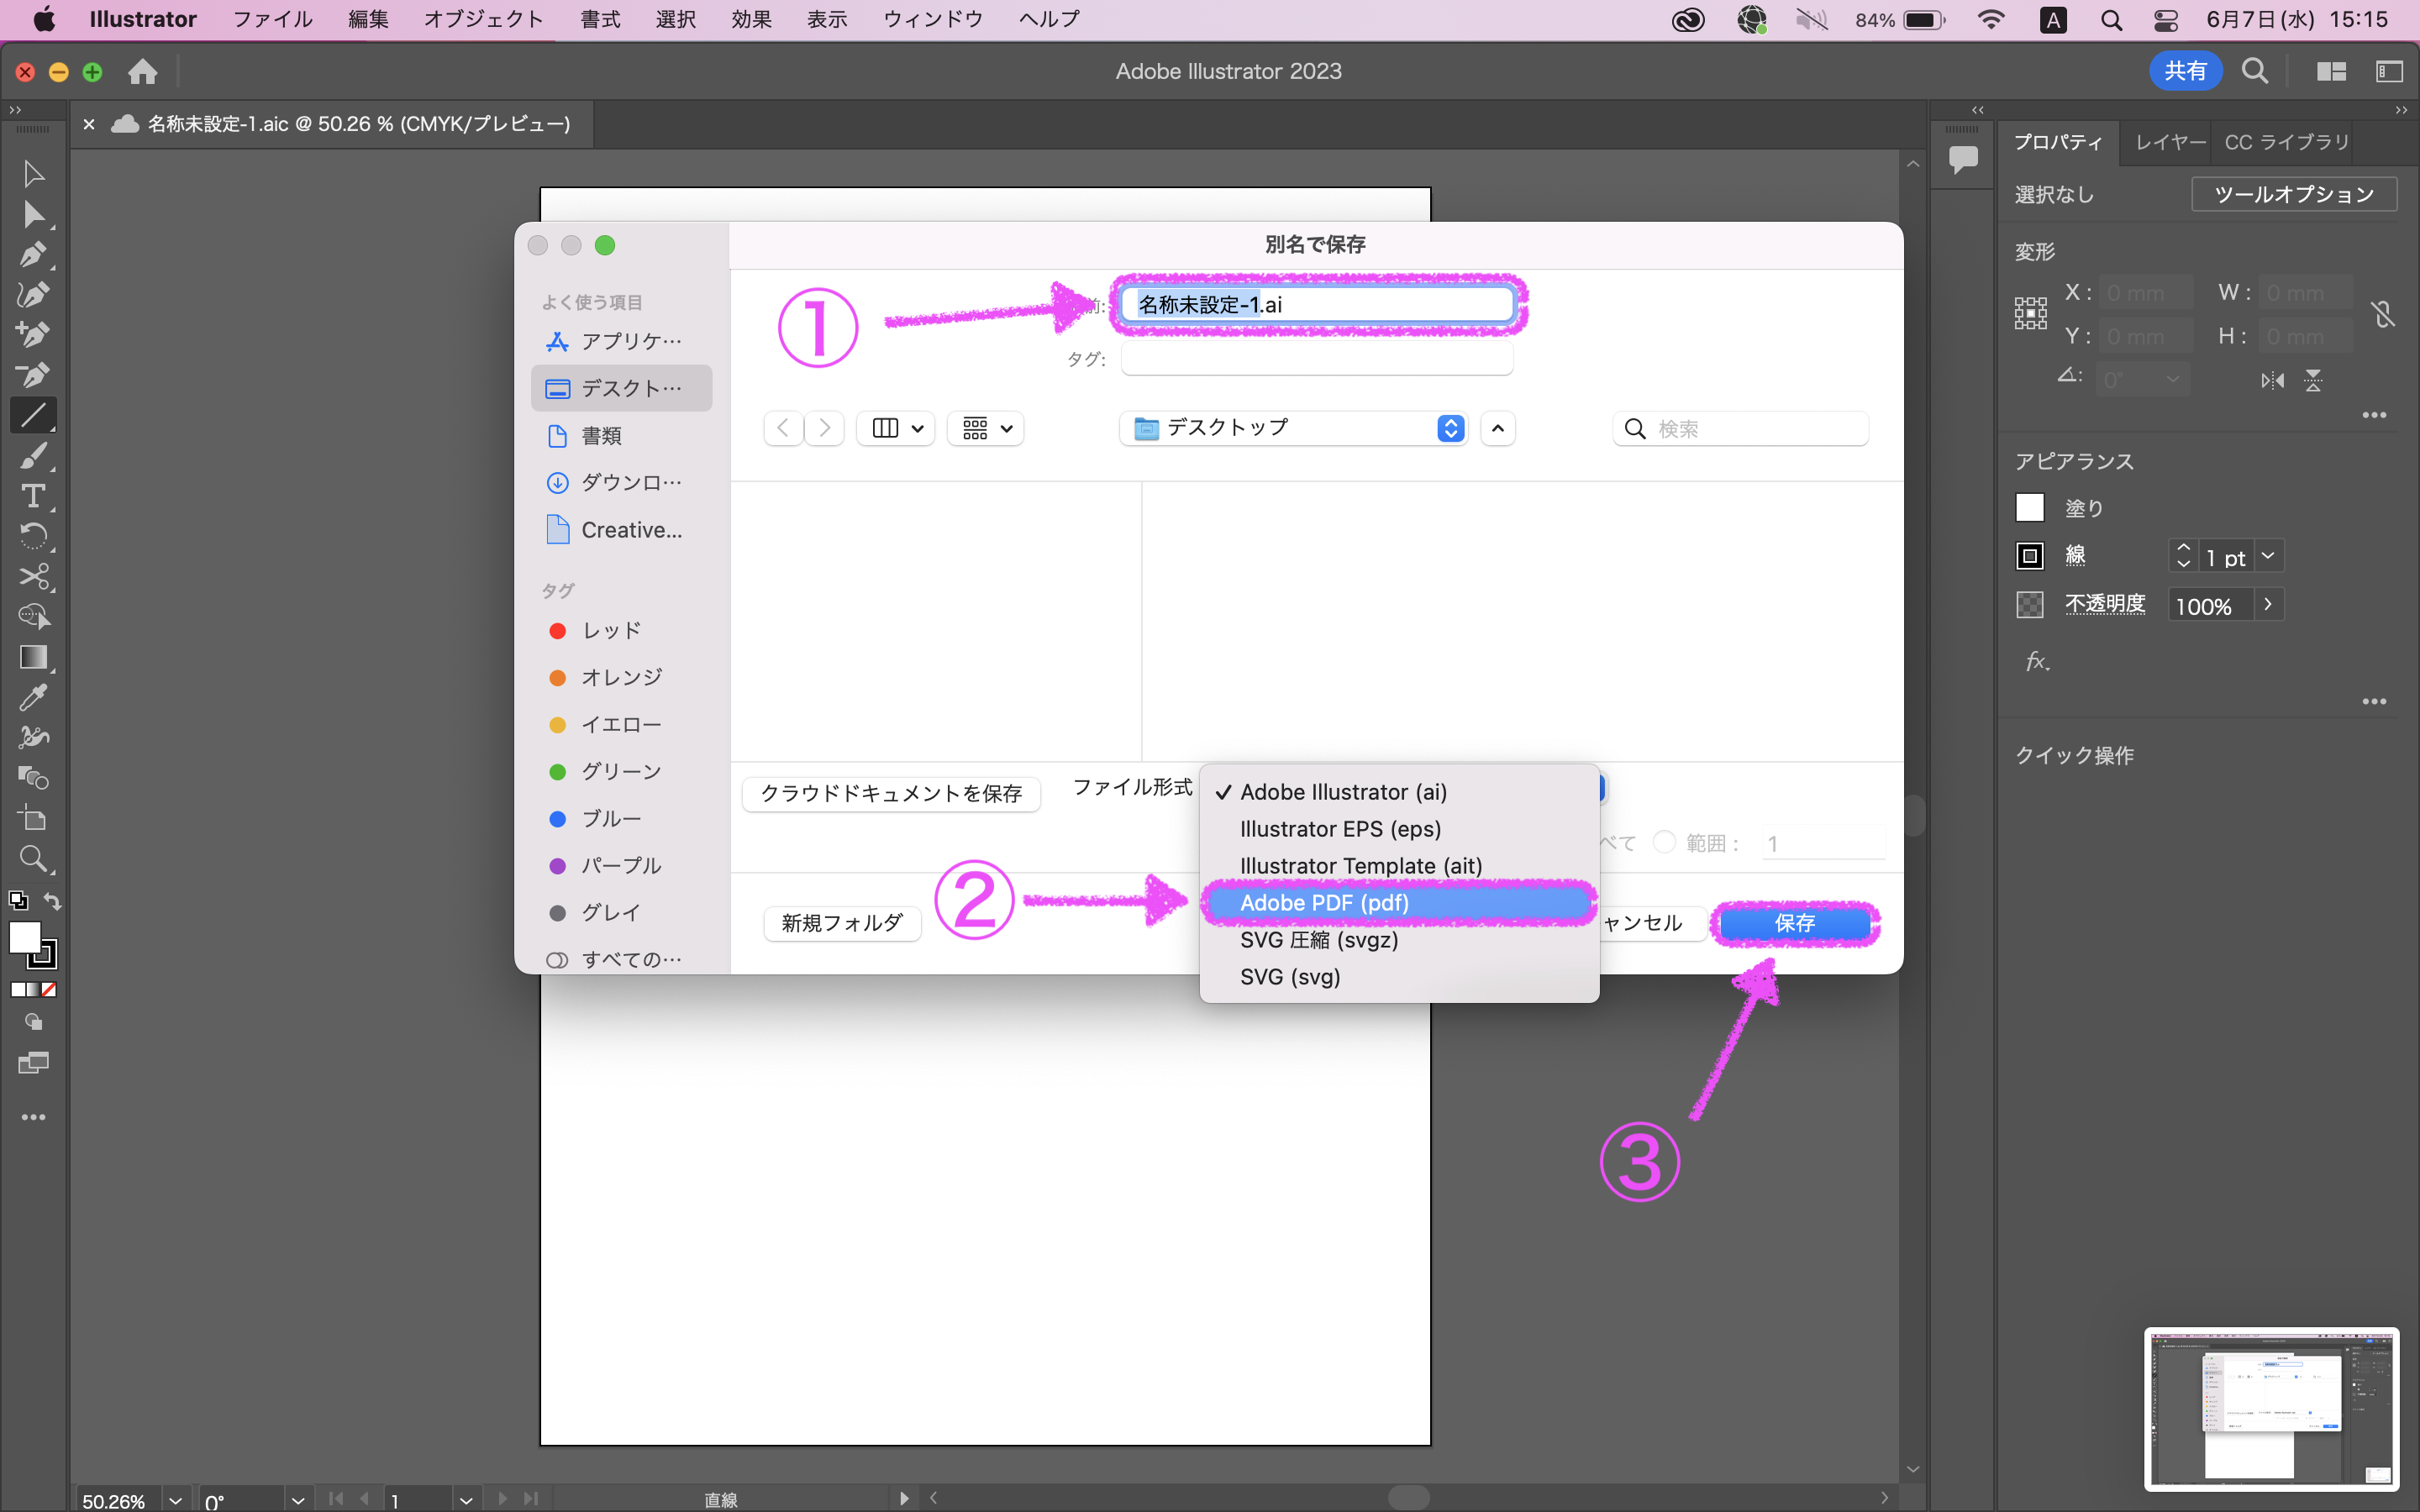 Illustrator ファイル 編集 オブジェクト 書式 選択 効果 表示 ウィンドウ ヘルプ 84% A 6月7日(水) 15:15
Adobe Illustrator 2023 共有
名称未設定-1.aic @ 50.26 % (CMYK/プレビュー)
プロパティ レイヤー CC ライブラリ
選択なし ツールオプション
変形
X : 0 mm W : 0 mm
Y : 0 mm H : 0 mm
0°
アピアランス
塗り
線 1 pt
不透明度 100%
fx.
クイック操作
別名で保存
よく使う項目
アプリケ…
デスクト…
書類
ダウンロ…
Creative...
タグ
レッド
オレンジ
イエロー
グリーン
ブルー
パープル
グレイ
すべての…
① 前: 名称未設定-1.ai
タグ:
デスクトップ 検索
クラウドドキュメントを保存 ファイル形式 ✓ Adobe Illustrator (ai)
Illustrator EPS (eps)
べて 範囲 : 1
Illustrator Template (ait)
② Adobe PDF (pdf)
SVG 圧縮 (svgz)
SVG (svg)
新規フォルダ ャンセル 保存
③
50.26% 0° 1 直線